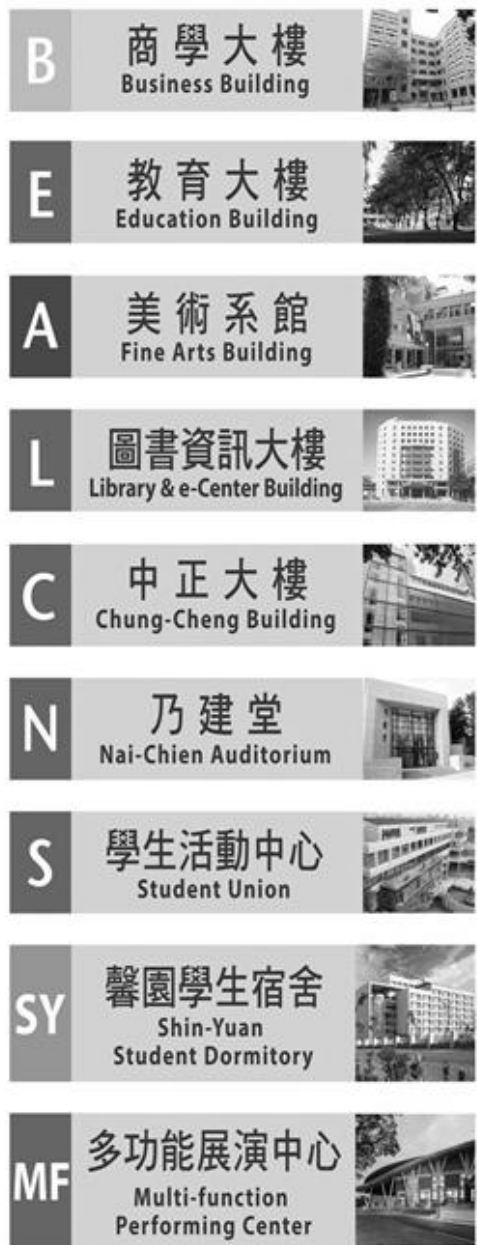 B
商學大樓
Business Building
E
教育大樓
Education Building
A
美術系館
Fine Arts Building
L
圖書資訊大樓
Library & e-Center Building
C
中正大樓
Chung-Cheng Building
N
乃建堂
Nai-Chien Auditorium
S
學生活動中心
Student Union
SY
馨園學生宿舍
Shin-Yuan
Student Dormitory
MF
多功能展演中心
Multi-function
Performing Center